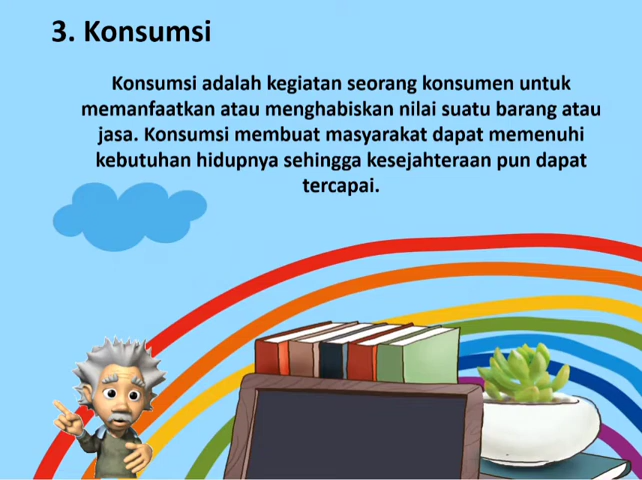 3. Konsumsi
Konsumsi adalah kegiatan seorang konsumen untuk
memanfaatkan atau menghabiskan nilai suatu barang atau
jasa. Konsumsi membuat masyarakat dapat memenuhi
kebutuhan hidupnya sehingga kesejahteraan pun dapat
tercapai.